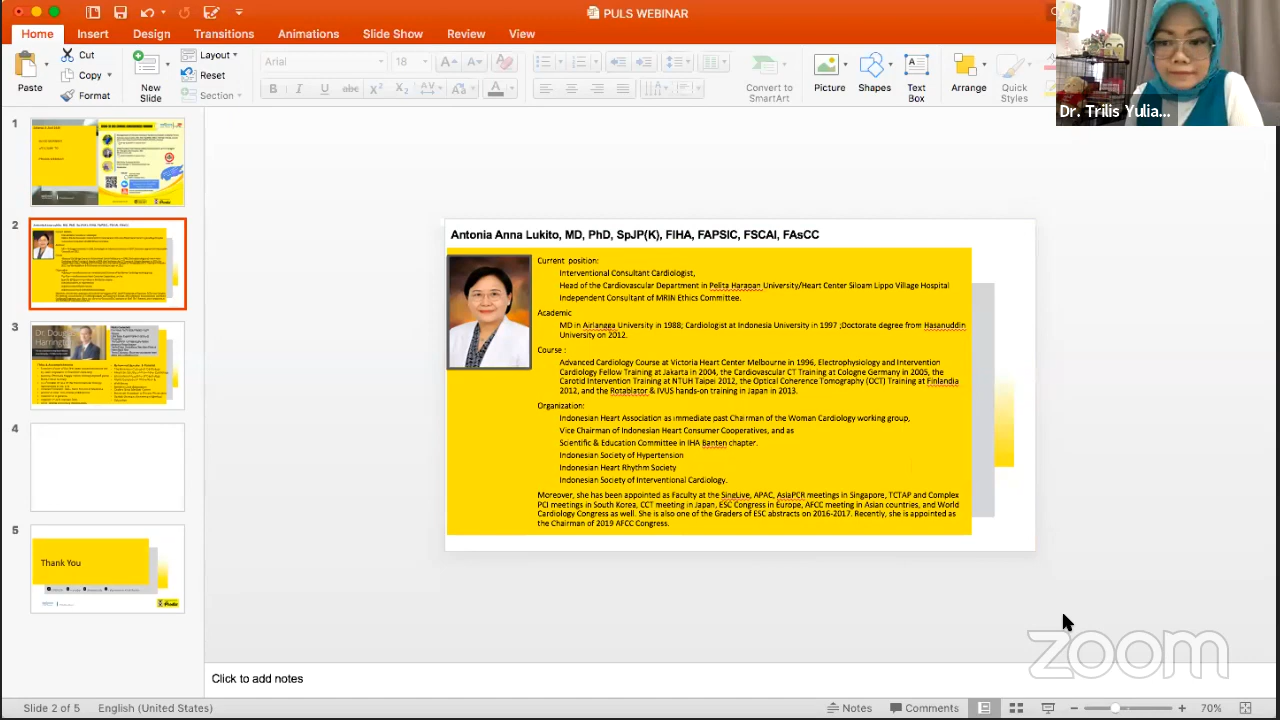 PULS WEBINAR
Home Insert Design Transitions Animations Slide Show Review View
Paste
Cut
Copy
Format
New
Slide
Layout
Reset
Section
Arial 18
Convert to
SmartArt
Picture
Shapes
Text
Box
Arrange
Quick
Styles
Dr. Trilis Yulia...
1
2
3
4
5
Thank You
Antonia Anna Lukito, MD, PhD, SpJP(K), FIHA, FAPSIC, FSCAI, FAsCC
Current position:
Interventional Consultant Cardiologist,
Head of the Cardiovascular Department in Pelita Harapan University/Heart Center Siloam Lippo Village Hospital
Independent Consultant of MRIN Ethics Committee.
Academic
MD in Airlangga University in 1988; Cardiologist at Indonesia University in 1997 ;Doctorate degree from Hasanuddin
University on 2012.
Course :
Advanced Cardiology Course at Victoria Heart Center Melbourne in 1996, Electrophysiology and Intervention
Cardiology Fellow Training at Jakarta in 2004, the Cardiovascular CT Training at Cologne Germany in 2005, the
Carotid Intervention Training at NTUH Taipei 2012, the Optical Coherence Tomography (OCT) Training at Finlandia
2012, and the Rotablator & IVUS hands-on training in Japan in 2013.
Organization:
Indonesian Heart Association as immediate past Chairman of the Woman Cardiology working group,
Vice Chairman of Indonesian Heart Consumer Cooperatives, and as
Scientific & Education Committee in IHA Banten chapter.
Indonesian Society of Hypertension
Indonesian Heart Rhythm Society
Indonesian Society of Interventional Cardiology.
Moreover, she has been appointed as Faculty at the SingLive, APAC, AsiaPCR meetings in Singapore, TCTAP and Complex
PCI meetings in South Korea, CCT meeting in Japan, ESC Congress in Europe, AFCC meeting in Asian countries, and World
Cardiology Congress as well. She is also one of the Graders of ESC abstracts on 2016-2017. Recently, she is appointed as
the Chairman of 2019 AFCC Congress.
zoom
Click to add notes
Slide 2 of 5 English (United States) Notes Comments 70%